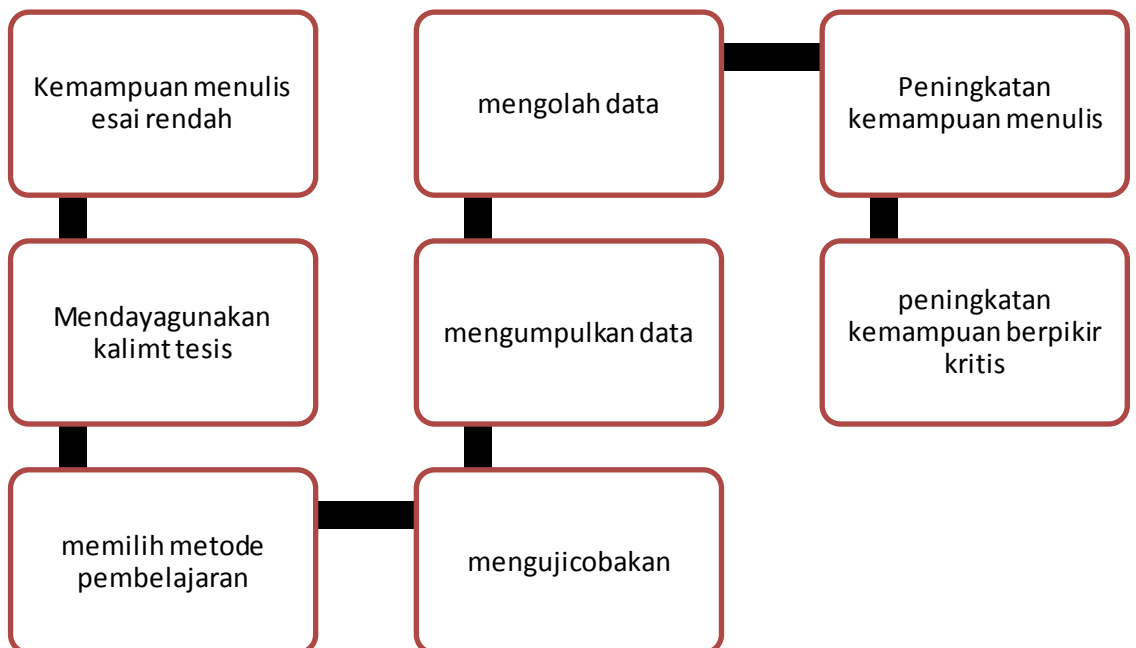 Kemampuan menulis
esai rendah
Mendayagunakan
kalimt tesis
memilih metode
pembelajaran
mengujicobakan
mengumpulkan data
mengolah data
Peningkatan
kemampuan menulis
peningkatan
kemampuan berpikir
kritis